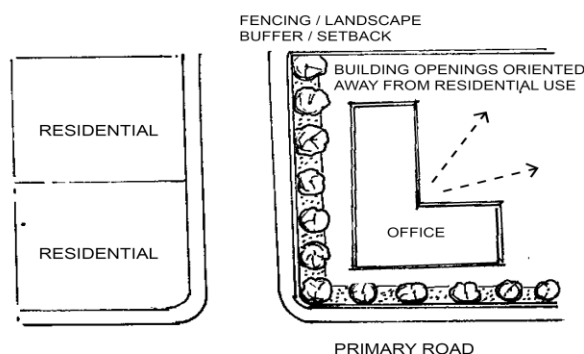 FENCING / LANDSCAPE
BUFFER / SETBACK
BUILDING OPENINGS ORIENTED
AWAY FROM RESIDENTIAL USE
RESIDENTIAL
OFFICE
RESIDENTIAL
PRIMARY ROAD